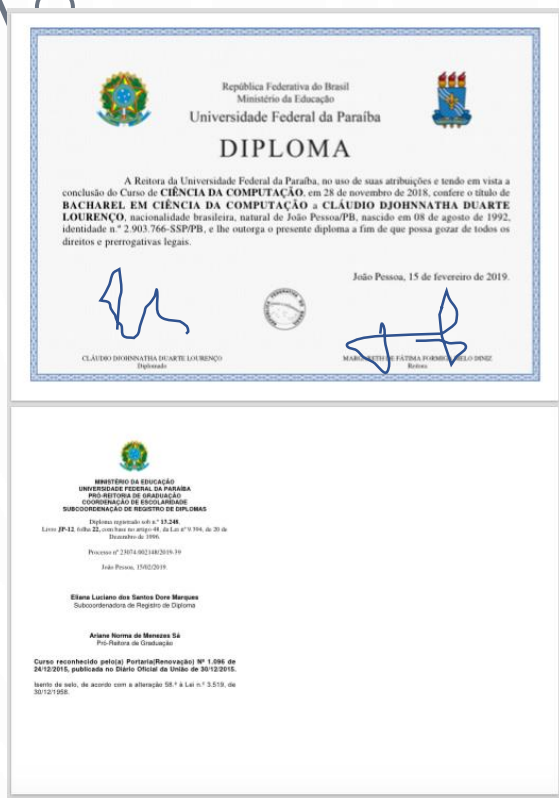 República Federativa do Brasil
Ministério da Educação
Universidade Federal da Paraíba
DIPLOMA
A Reitora da Universidade Federal da Paraíba, no uso de suas atribuições e tendo em vista a
conclusão do Curso de CIÊNCIA DA COMPUTAÇÃO, em 28 de novembro de 2018, confere o título de
BACHAREL EM CIÊNCIA DA COMPUTAÇÃO a CLÁUDIO DJOHNNATHA DUARTE
LOURENÇO, nacionalidade brasileira, natural de João Pessoa/PB, nascido em 08 de agosto de 1992,
identidade n.º 2.903.766-SSP/PB, e lhe outorga o presente diploma a fim de que possa gozar de todos os
direitos e prerrogativas legais.
João Pessoa, 15 de fevereiro de 2019.
CLÁUDIO DJOHNNATHA DUARTE LOURENÇO
Diplomado
DE FÁTIMA DINIZ
Reitora
MINISTÉRIO DA EDUCAÇÃO
UNIVERSIDADE FEDERAL DA PARAÍBA
PRÓ-REITORIA DE GRADUAÇÃO
COORDENAÇÃO DE ESCOLARIDADE
SUBCOORDENAÇÃO DE REGISTRO DE DIPLOMAS
Diploma registrado sob n.º 15.248,
Livro JP-12, folha 22, com base no artigo 48, da Lei nº 9.394, de 20 de
Dezembro de 1996.
Processo nº 23074.002148/2019-39
João Pessoa, 15/02/2019.
Eliana Luciano dos Santos Dore Marques
Subcoordenadora de Registro de Diploma
Ariane Norma de Menezes Sá
Pró-Reitora de Graduação
Curso reconhecido pelo(a) Portaria(Renovação) Nº 1.096 de
24/12/2015, publicada no Diário Oficial da União de 30/12/2015.
Isento de selo, de acordo com a alteração 58.ª à Lei n.º 3.519, de
30/12/1958.